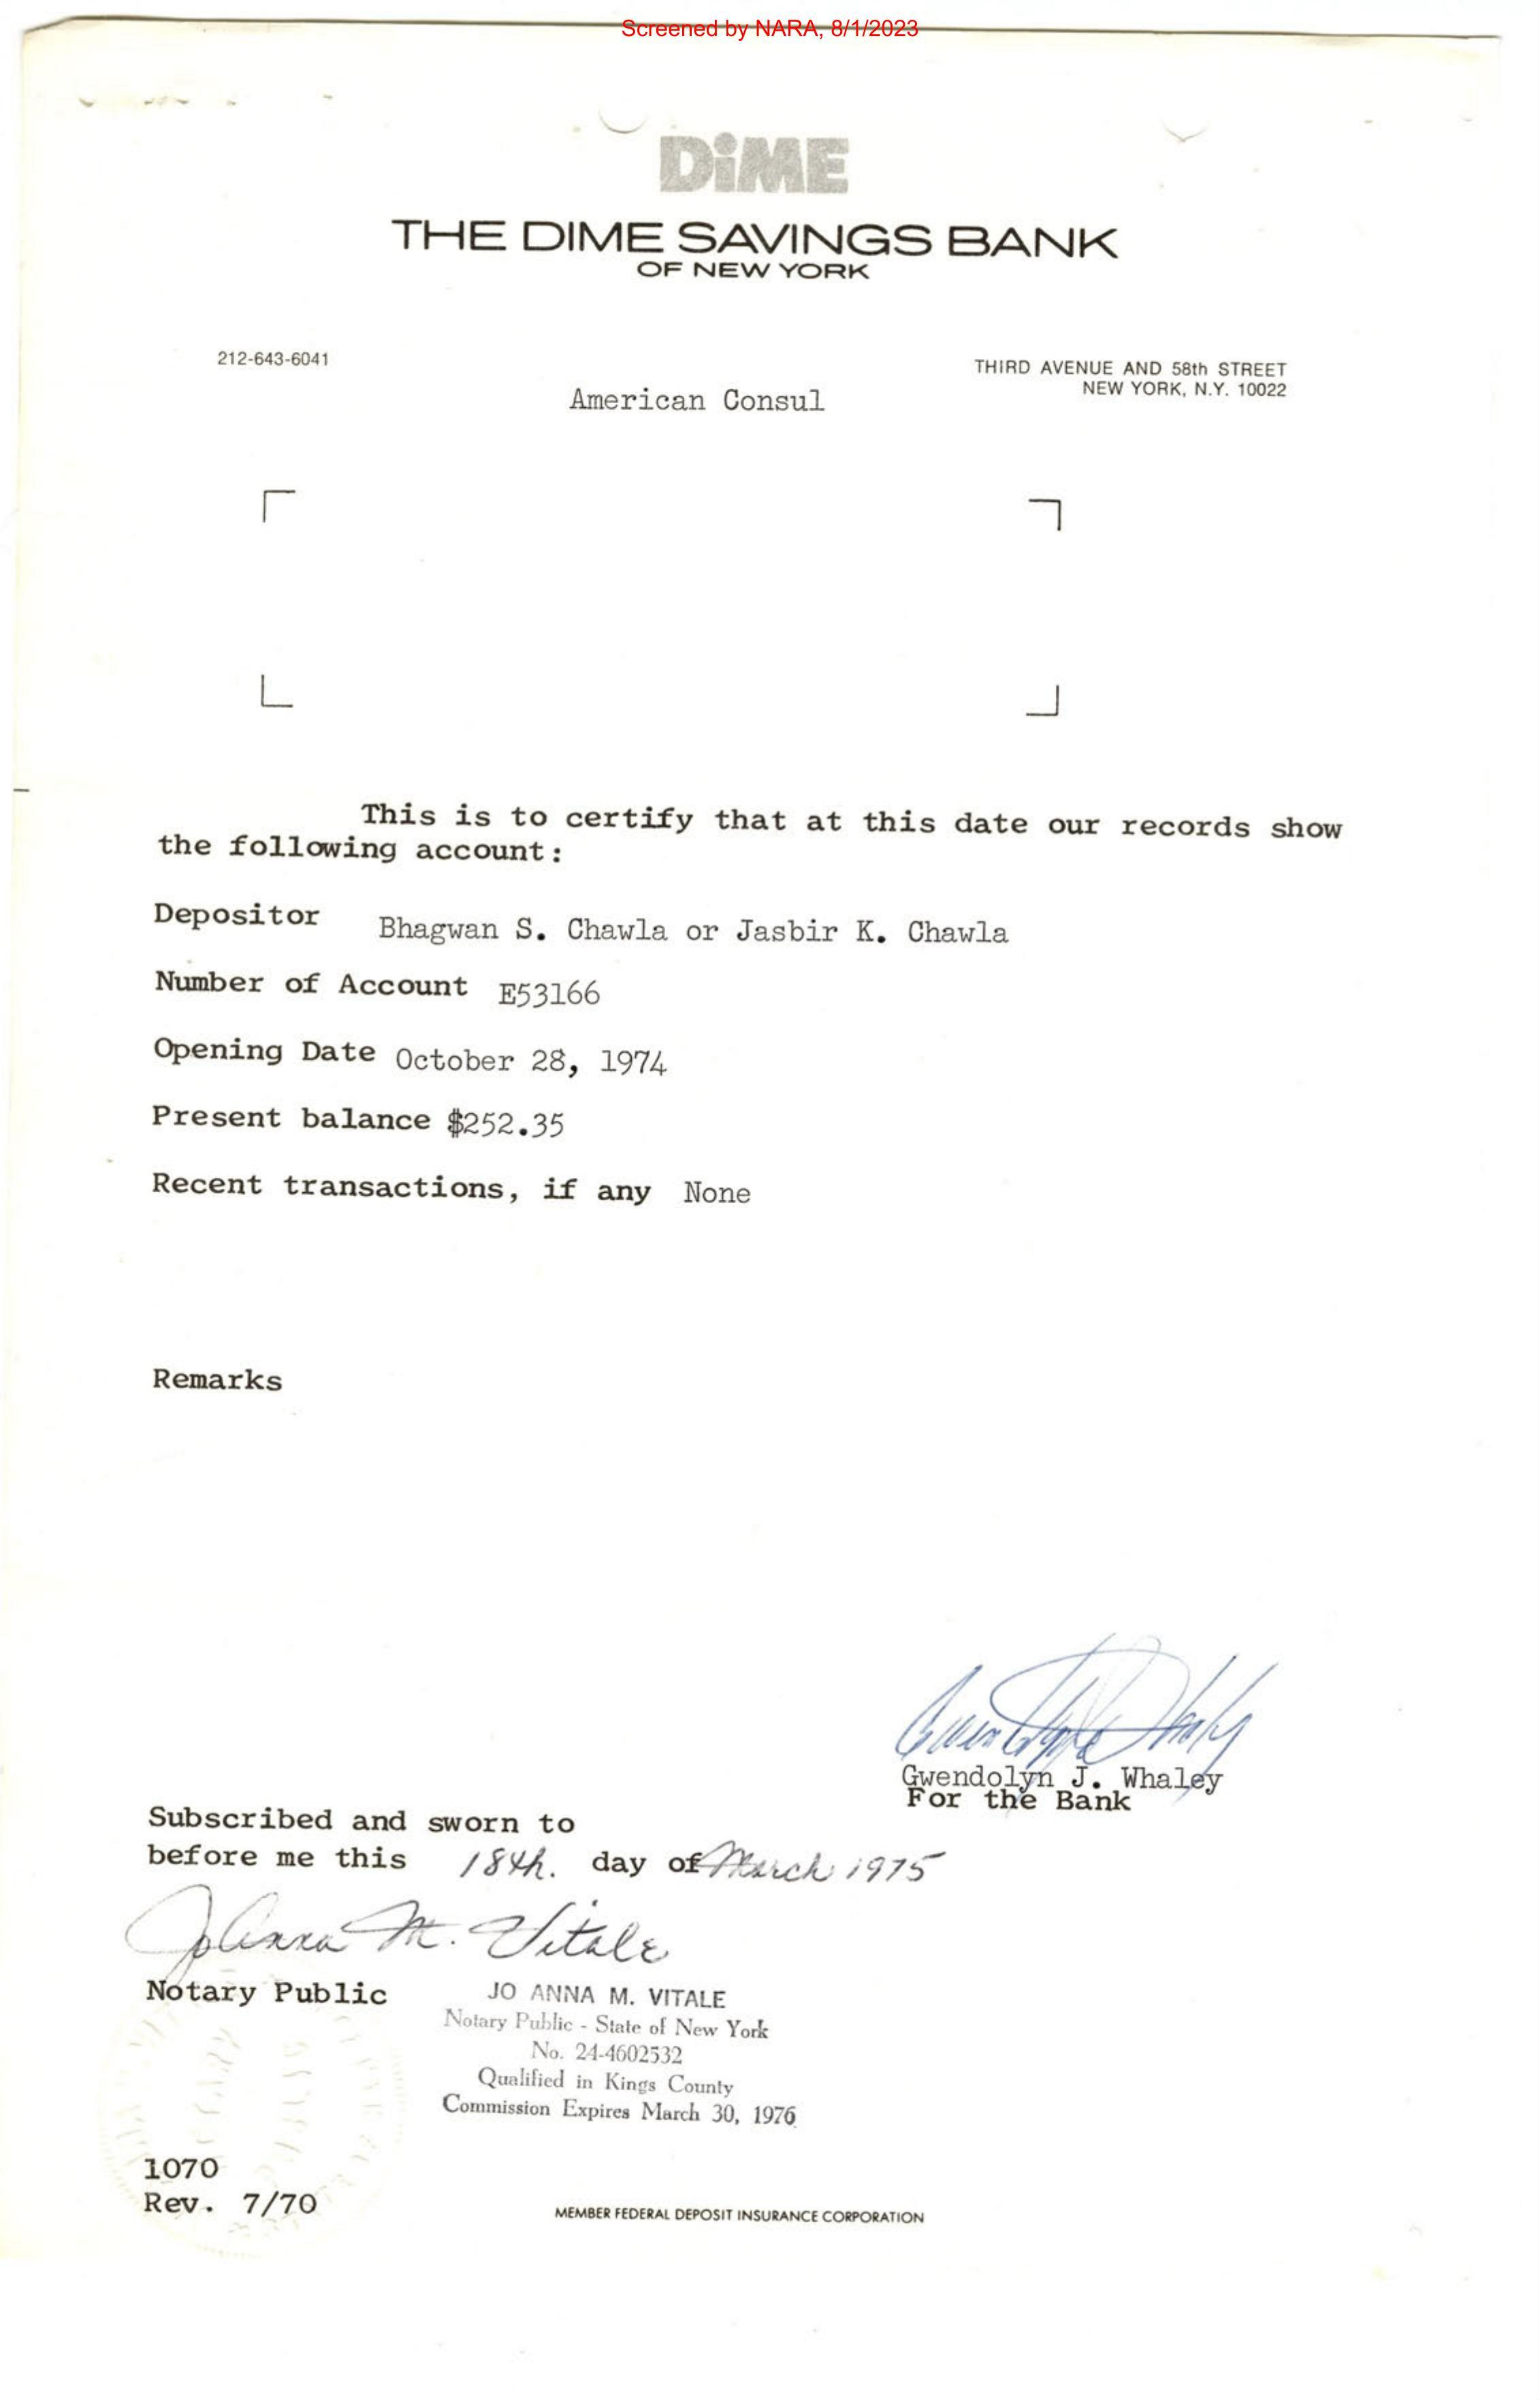 Screened by NARA, 8/1/2023
DiME
THE DIME SAVINGS BANK
OF NEW YORK
212-643-6041
THIRD AVENUE AND 58th STREET
NEW YORK, N.Y. 10022
American Consul
This is to certify that at this date our records show
the following account:
Depositor Bhagwan S. Chawla or Jasbir K. Chawla
Number of Account E53166
Opening Date October 28, 1974
Present balance $252.35
Recent transactions, if any None
Remarks
Gwendolyn J. Whaley
For the Bank
Subscribed and sworn to
before me this 18th. day of March 1975
JoAnna M. Vitale
Notary Public
JO ANNA M. VITALE
Notary Public - State of New York
No. 24-4602532
Qualified in Kings County
Commission Expires March 30, 1976
1070
Rev. 7/70
MEMBER FEDERAL DEPOSIT INSURANCE CORPORATION